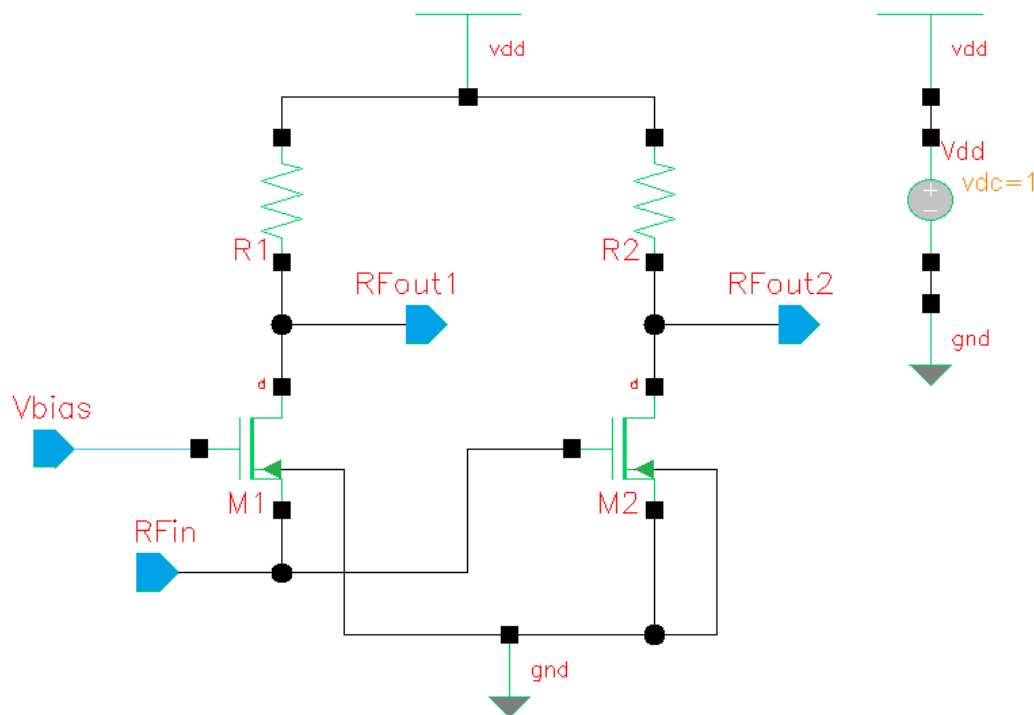 vdd
vdd
Vdd
vdc=1
R1
R2
RFout1
RFout2
gnd
d
d
Vbias
M1
M2
RFin
gnd